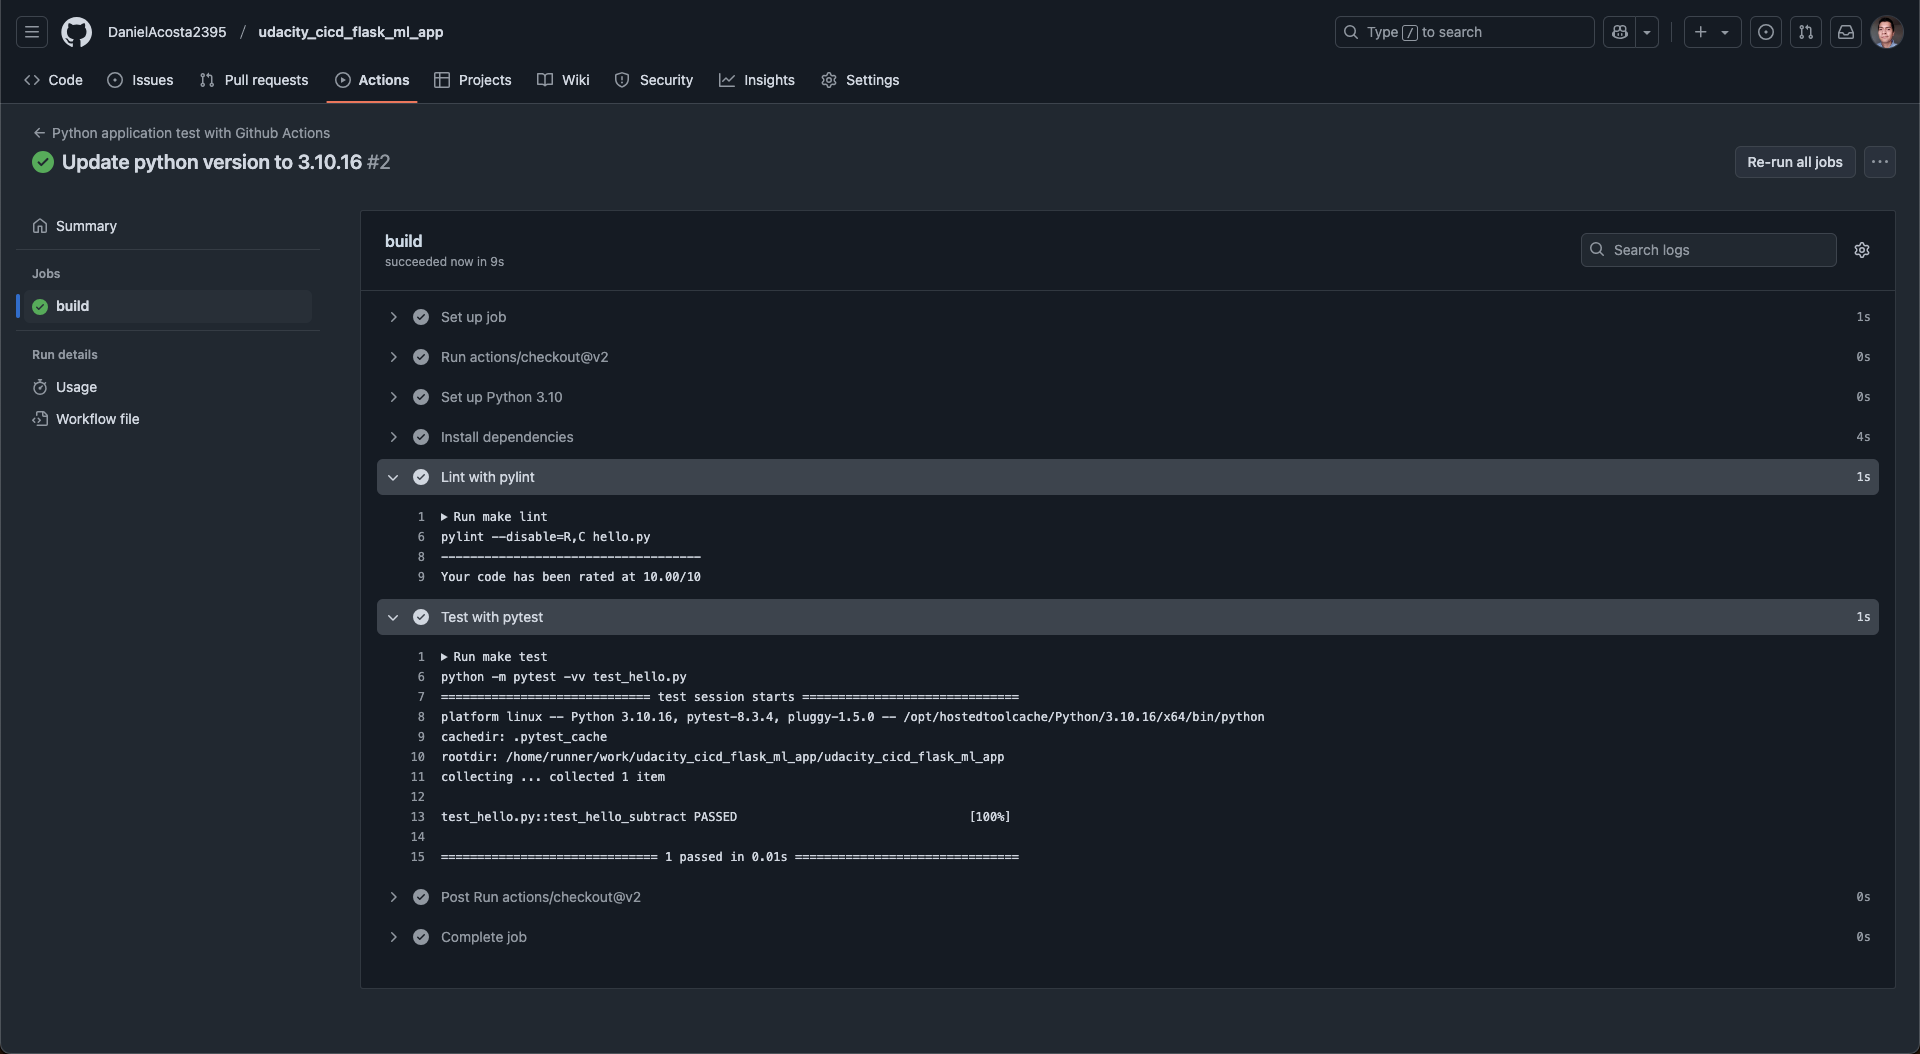 DanielAcosta2395 / udacity_cicd_flask_ml_app
Type / to search
Code
Issues
Pull requests
Actions
Projects
Wiki
Security
Insights
Settings
Python application test with Github Actions
Update python version to 3.10.16 #2
Re-run all jobs
Summary
Jobs
build
Run details
Usage
Workflow file
build
succeeded now in 9s
Search logs
Set up job 1s
Run actions/checkout@v2 0s
Set up Python 3.10 0s
Install dependencies 4s
Lint with pylint 1s
1 ▶ Run make lint
6 pylint --disable=R,C hello.py
8 ------------------------------------
9 Your code has been rated at 10.00/10
Test with pytest 1s
1 ▶ Run make test
6 python -m pytest -vv test_hello.py
7 ============================= test session starts ==============================
8 platform linux -- Python 3.10.16, pytest-8.3.4, pluggy-1.5.0 -- /opt/hostedtoolcache/Python/3.10.16/x64/bin/python
9 cachedir: .pytest_cache
10 rootdir: /home/runner/work/udacity_cicd_flask_ml_app/udacity_cicd_flask_ml_app
11 collecting ... collected 1 item
12
13 test_hello.py::test_hello_subtract PASSED [100%]
14
15 ============================== 1 passed in 0.01s ===============================
Post Run actions/checkout@v2 0s
Complete job 0s